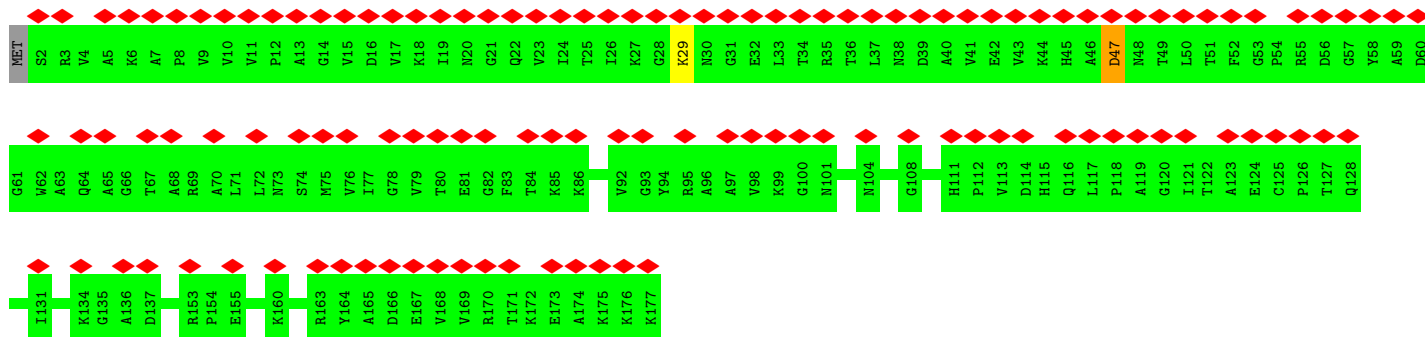 MET S2 R3 V4 A5 K6 A7 P8 V9 V10 V11 P12 A13 G14 V15 D16 V17 K18 I19 N20 G21 Q22 V23 I24 T25 I26 K27 G28 K29 N30 G31 E32 L33 T34 R35 T36 L37 N38 D39 A40 V41 E42 V43 K44 H45 A46 D47 N48 T49 L50 T51 F52 G53 P54 R55 D56 G57 Y58 A59 D60
G61 W62 A63 Q64 A65 G66 T67 A68 R69 A70 L71 L72 N73 S74 M75 V76 I77 G78 V79 T80 E81 G82 F83 T84 K85 K86 V92 G93 Y94 R95 A96 A97 V98 K99 G100 N101 N104 G108 H111 P112 V113 D114 H115 Q116 L117 P118 A119 G120 I121 T122 A123 E124 C125 P126 T127 Q128
I131 K134 G135 A136 D137 R153 P154 E155 K160 R163 Y164 A165 D166 E167 V168 V169 R170 T171 K172 E173 A174 K175 K176 K177